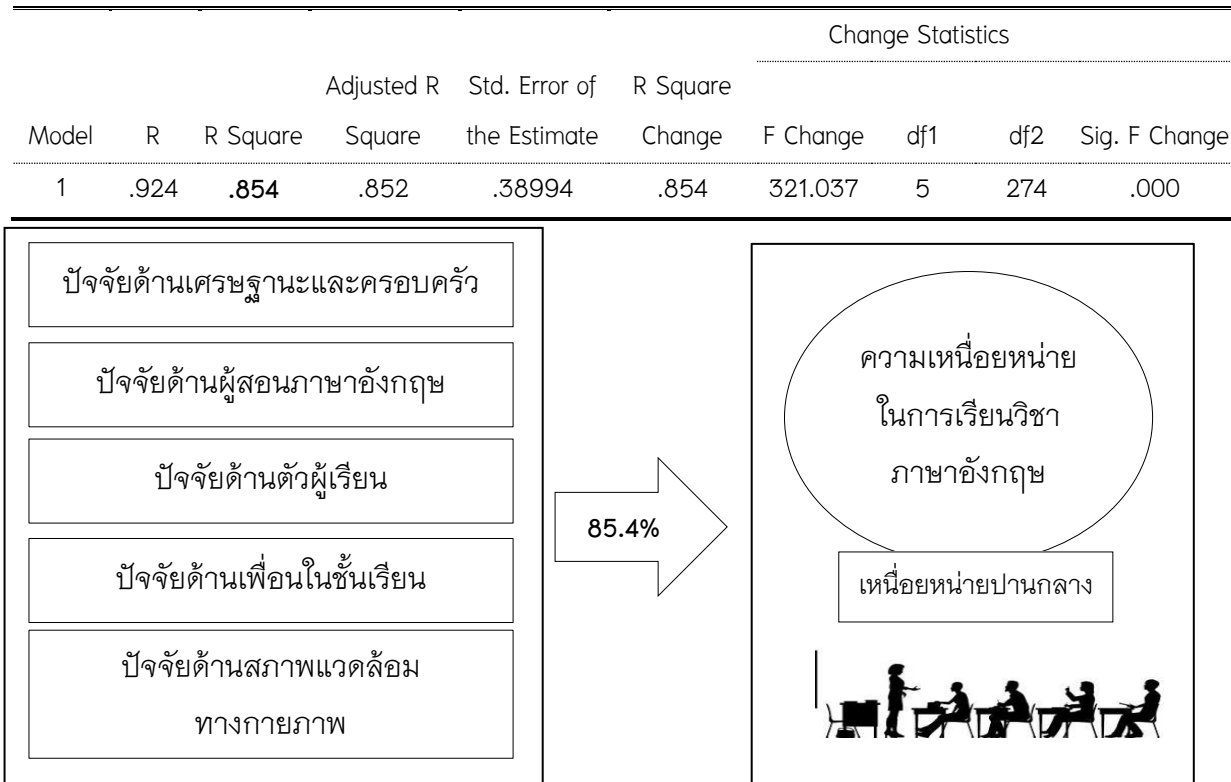 Change Statistics
Adjusted R Std. Error of R Square
Model R R Square Square the Estimate Change F Change df1 df2 Sig. F Change
1 .924 .854 .852 .38994 .854 321.037 5 274 .000
ปัจจัยด้านเศรษฐานะและครอบครัว
ปัจจัยด้านผู้สอนภาษาอังกฤษ
ปัจจัยด้านตัวผู้เรียน
ปัจจัยด้านเพื่อนในชั้นเรียน
ปัจจัยด้านสภาพแวดล้อม
ทางกายภาพ
85.4%
ความเหนื่อยหน่าย
ในการเรียนวิชา
ภาษาอังกฤษ
เหนื่อยหน่ายปานกลาง